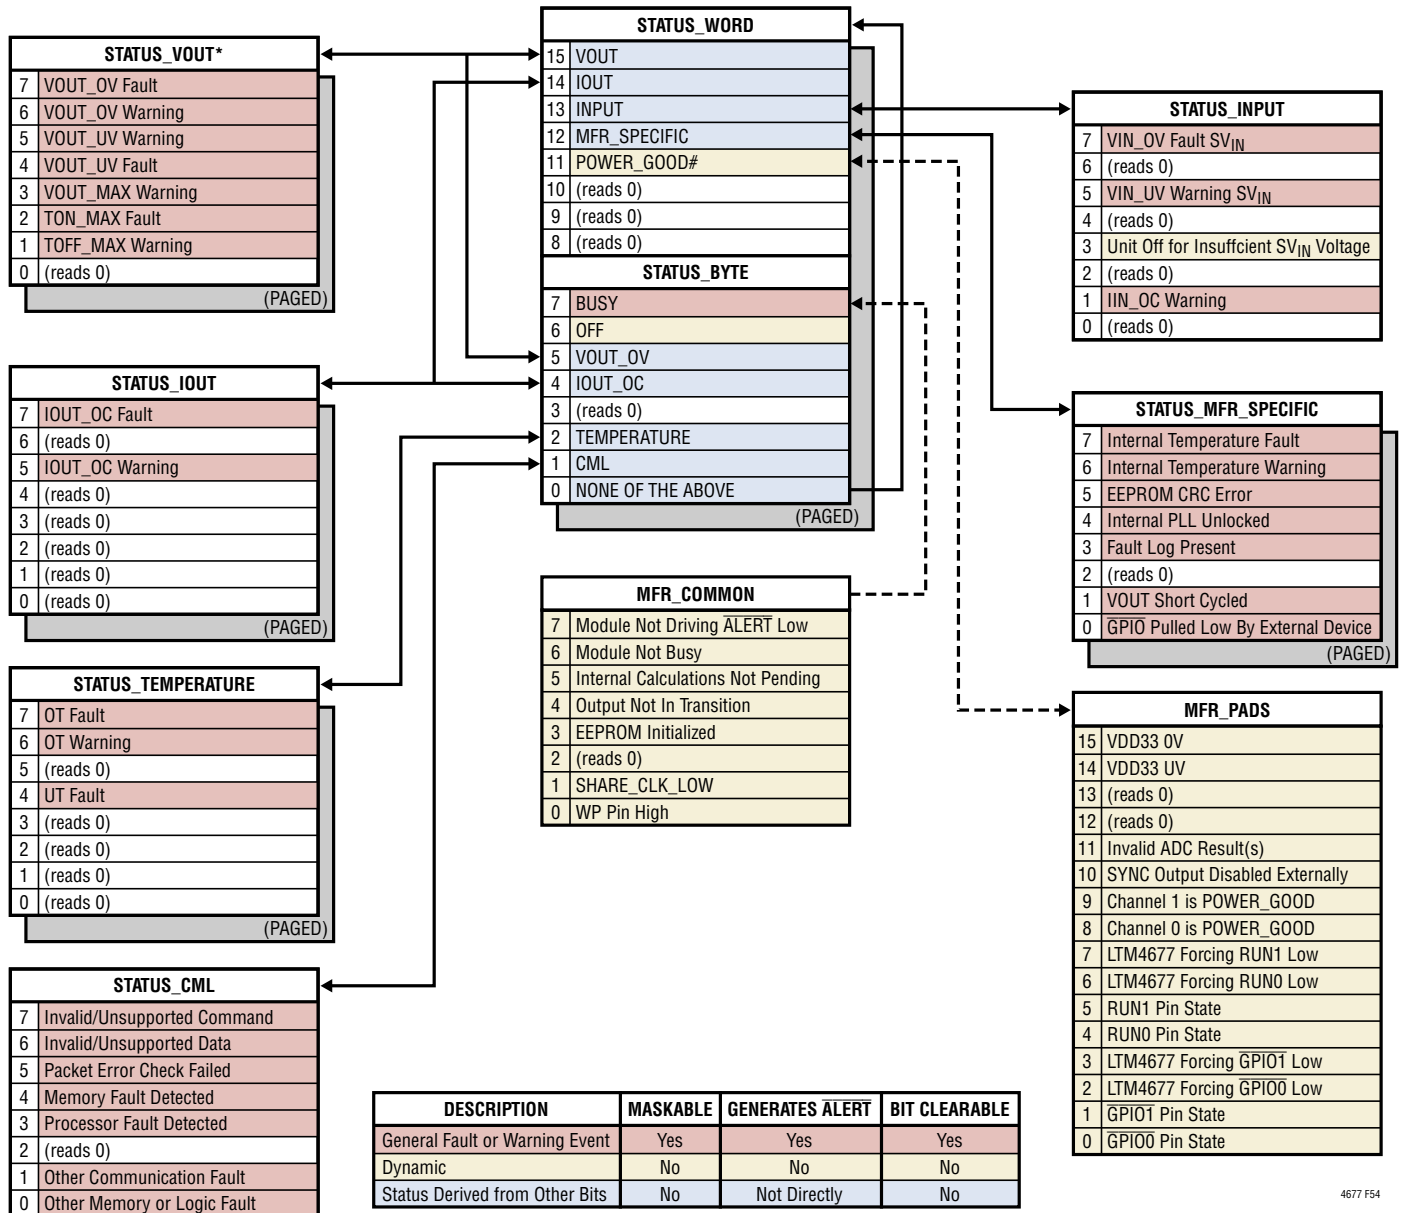 STATUS_VOUT*
7 VOUT_OV Fault
6 VOUT_OV Warning
5 VOUT_UV Warning
4 VOUT_UV Fault
3 VOUT_MAX Warning
2 TON_MAX Fault
1 TOFF_MAX Warning
0 (reads 0)
(PAGED)
STATUS_IOUT
7 IOUT_OC Fault
6 (reads 0)
5 IOUT_OC Warning
4 (reads 0)
3 (reads 0)
2 (reads 0)
1 (reads 0)
0 (reads 0)
(PAGED)
STATUS_TEMPERATURE
7 OT Fault
6 OT Warning
5 (reads 0)
4 UT Fault
3 (reads 0)
2 (reads 0)
1 (reads 0)
0 (reads 0)
(PAGED)
STATUS_CML
7 Invalid/Unsupported Command
6 Invalid/Unsupported Data
5 Packet Error Check Failed
4 Memory Fault Detected
3 Processor Fault Detected
2 (reads 0)
1 Other Communication Fault
0 Other Memory or Logic Fault
STATUS_WORD
15 VOUT
14 IOUT
13 INPUT
12 MFR_SPECIFIC
11 POWER_GOOD#
10 (reads 0)
9 (reads 0)
8 (reads 0)
STATUS_BYTE
7 BUSY
6 OFF
5 VOUT_OV
4 IOUT_OC
3 (reads 0)
2 TEMPERATURE
1 CML
0 NONE OF THE ABOVE
(PAGED)
MFR_COMMON
7 Module Not Driving ALERT Low
6 Module Not Busy
5 Internal Calculations Not Pending
4 Output Not In Transition
3 EEPROM Initialized
2 (reads 0)
1 SHARE_CLK_LOW
0 WP Pin High
STATUS_INPUT
7 VIN_OV Fault SVIN
6 (reads 0)
5 VIN_UV Warning SVIN
4 (reads 0)
3 Unit Off for Insuffcient SVIN Voltage
2 (reads 0)
1 IIN_OC Warning
0 (reads 0)
STATUS_MFR_SPECIFIC
7 Internal Temperature Fault
6 Internal Temperature Warning
5 EEPROM CRC Error
4 Internal PLL Unlocked
3 Fault Log Present
2 (reads 0)
1 VOUT Short Cycled
0 GPIO Pulled Low By External Device
(PAGED)
MFR_PADS
15 VDD33 0V
14 VDD33 UV
13 (reads 0)
12 (reads 0)
11 Invalid ADC Result(s)
10 SYNC Output Disabled Externally
9 Channel 1 is POWER_GOOD
8 Channel 0 is POWER_GOOD
7 LTM4677 Forcing RUN1 Low
6 LTM4677 Forcing RUN0 Low
5 RUN1 Pin State
4 RUN0 Pin State
3 LTM4677 Forcing GPIO1 Low
2 LTM4677 Forcing GPIO0 Low
1 GPIO1 Pin State
0 GPIO0 Pin State
DESCRIPTION MASKABLE GENERATES ALERT BIT CLEARABLE
General Fault or Warning Event Yes Yes Yes
Dynamic No No No
Status Derived from Other Bits No Not Directly No
4677 F54